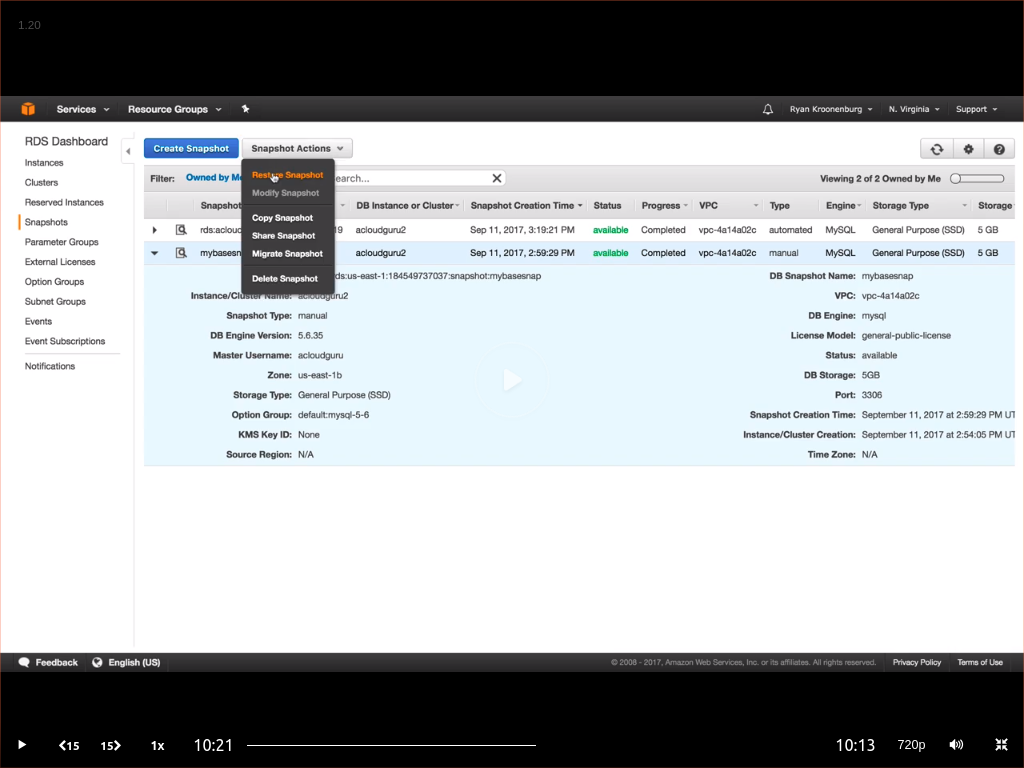 1.20
Services Resource Groups Ryan Kroonenburg N. Virginia Support
RDS Dashboard
Instances
Clusters
Reserved Instances
Snapshots
Parameter Groups
External Licenses
Option Groups
Subnet Groups
Events
Event Subscriptions
Notifications
Create Snapshot Snapshot Actions
Restore Snapshot
Modify Snapshot
Copy Snapshot
Share Snapshot
Migrate Snapshot
Delete Snapshot
Filter: Owned by Me earch... Viewing 2 of 2 Owned by Me
Snapshot DB Instance or Cluster Snapshot Creation Time Status Progress VPC Type Engine Storage Type Storage
rds:acloud 19 acloudguru2 Sep 11, 2017, 3:19:21 PM available Completed vpc-4a14a02c automated MySQL General Purpose (SSD) 5 GB
mybasesn acloudguru2 Sep 11, 2017, 2:59:29 PM available Completed vpc-4a14a02c manual MySQL General Purpose (SSD) 5 GB
ds:us-east-1:184549737037:snapshot:mybasesnap DB Snapshot Name: mybasesnap
Instance/Cluster Name: acloudguru2 VPC: vpc-4a14a02c
Snapshot Type: manual DB Engine: mysql
DB Engine Version: 5.6.35 License Model: general-public-license
Master Username: acloudguru Status: available
Zone: us-east-1b DB Storage: 5GB
Storage Type: General Purpose (SSD) Port: 3306
Option Group: default:mysql-5-6 Snapshot Creation Time: September 11, 2017 at 2:59:29 PM UT
KMS Key ID: None Instance/Cluster Creation: September 11, 2017 at 2:54:05 PM UT
Source Region: N/A Time Zone: N/A
Feedback English (US) © 2008 - 2017, Amazon Web Services, Inc. or its affiliates. All rights reserved. Privacy Policy Terms of Use
15 15 1x 10:21 10:13 720p